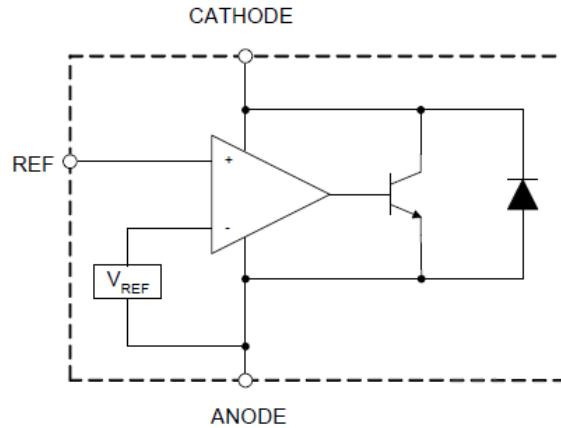 CATHODE
REF
+
-
VREF
ANODE